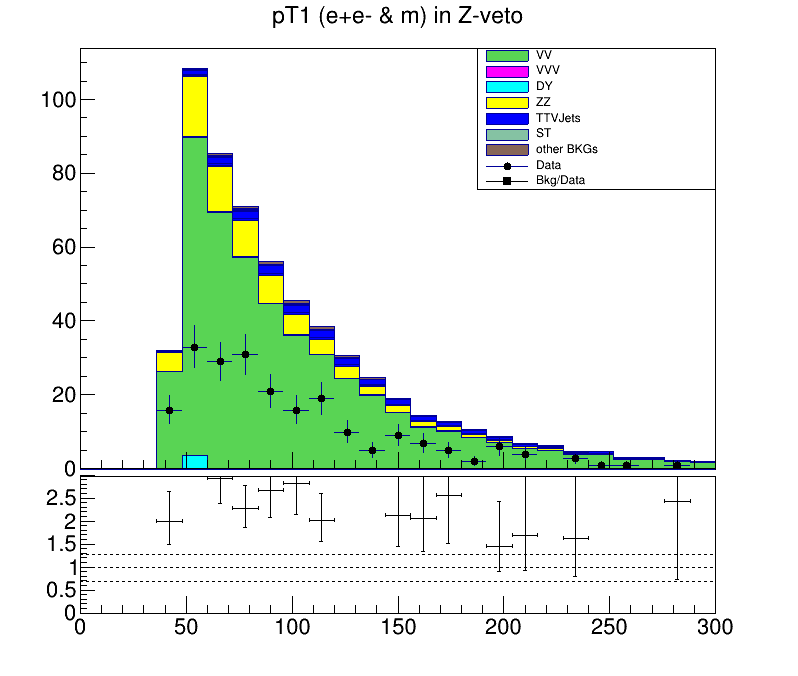 pT1 (e+e- & m) in Z-veto
VV
VVV
DY
ZZ
TTVJets
ST
other BKGs
Data
Bkg/Data
100
80
60
40
20
0
2.5
2
1.5
1
0.5
0
0 50 100 150 200 250 300